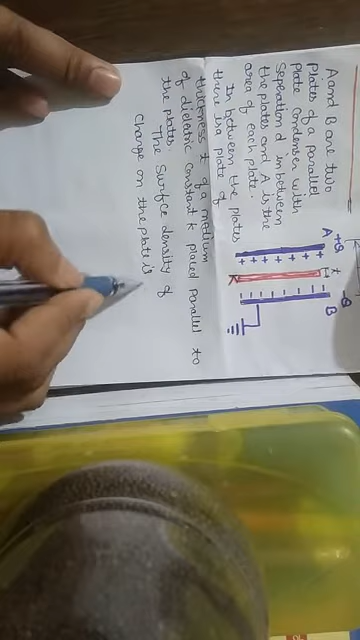 A and B are two
Plates of a parallel
Plate condenser with
Seperation d in between
the plates and A is the
area of each plate.
In between the plates
there is a plate of
thickness t of a medium
of dielectric constant k placed parallel to
the plates.
The Surfce density of
Charge on the plate is
+Q
A
+ + + + + + +
t
K
- - - - - - -
-Q
B